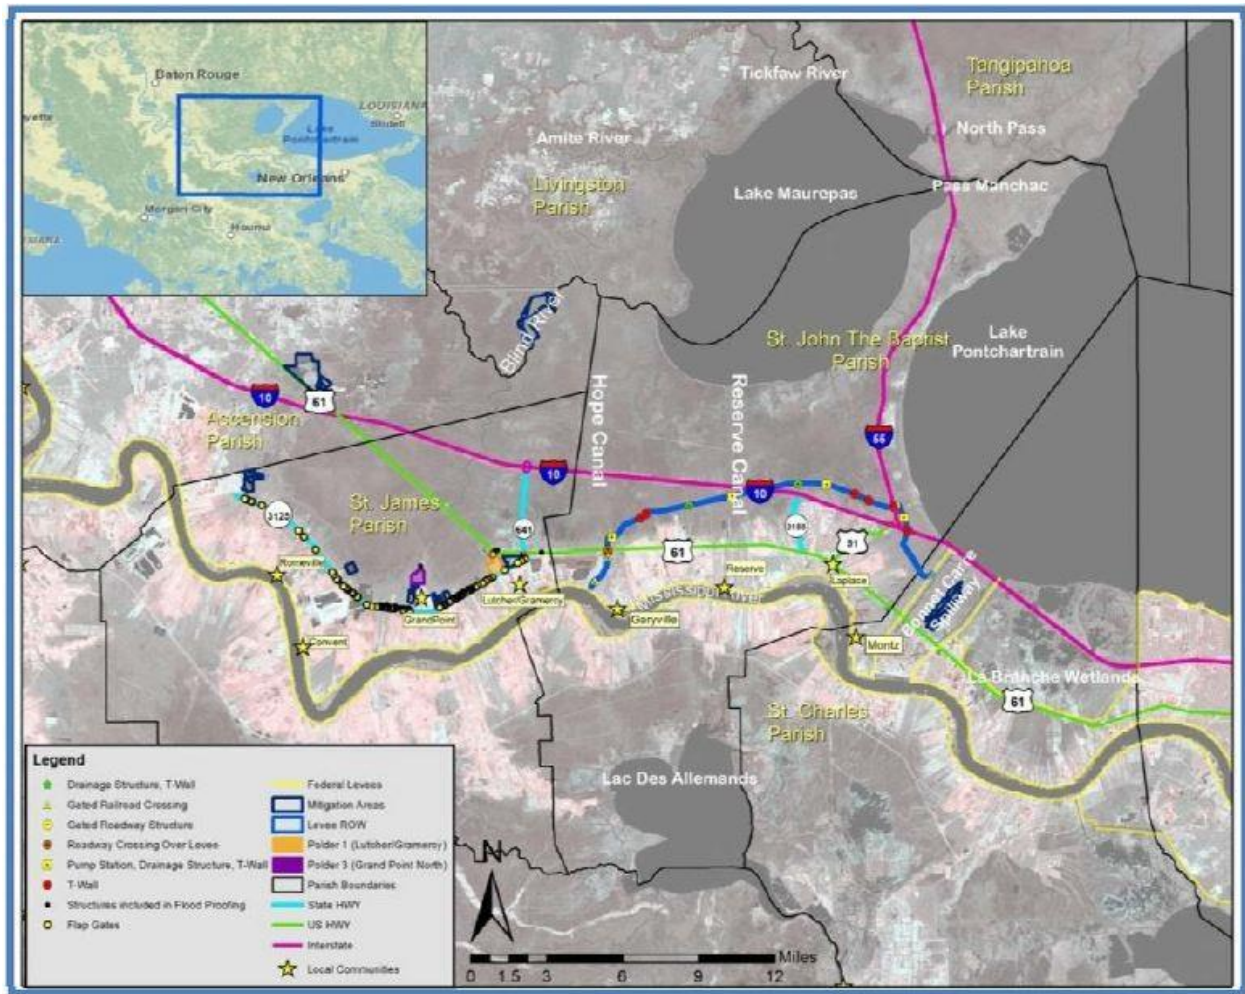 Baton Rouge
LOUISIANA
Slidell
Lake
Pontchartrain
New Orleans
Morgan City
Houma
Tickfaw River
Tangipahoa
Parish
North Pass
Amite River
Livingston
Parish
Lake Maurepas
Pass Manchac
Blind River
St. John The Baptist
Parish
Lake
Pontchartrain
Hope Canal
Reserve Canal
10
61
55
Ascension
Parish
10
10
St. James
Parish
3125
641
3188
61
51
Romeville
Reserve
Laplace
Bonnet Carre
Spillway
GrandPoint
Lutcher/Gramercy
Mississippi River
Garyville
Convent
Montz
La Branche Wetlands
61
St. Charles
Parish
Lac Des Allemands
Legend
Drainage Structure, T-Wall
Gated Railroad Crossing
Gated Roadway Structure
Roadway Crossing Over Levee
Pump Station, Drainage Structure, T-Wall
T-Wall
Structures included in Flood Proofing
Flap Gates
Federal Levees
Mitigation Areas
Levee ROW
Polder 1 (Lutcher/Gramercy)
Polder 3 (Grand Point North)
Parish Boundaries
State HWY
US HWY
Interstate
Local Communities
N
Miles
0 1.5 3 6 9 12